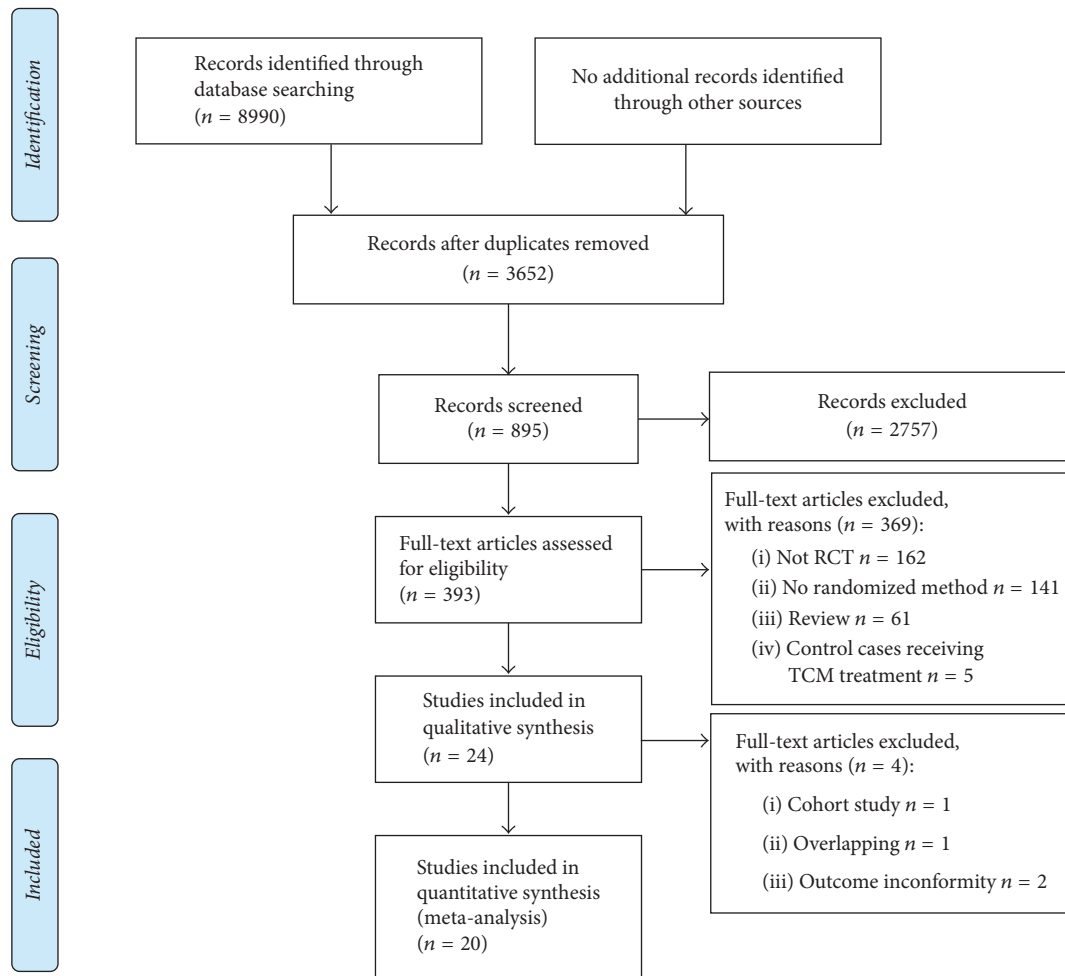 Identification
Records identified through
database searching
(n = 8990)
No additional records identified
through other sources
Records after duplicates removed
(n = 3652)
Screening
Records screened
(n = 895)
Records excluded
(n = 2757)
Eligibility
Full-text articles assessed
for eligibility
(n = 393)
Full-text articles excluded,
with reasons (n = 369):
(i) Not RCT n = 162
(ii) No randomized method n = 141
(iii) Review n = 61
(iv) Control cases receiving
TCM treatment n = 5
Studies included in
qualitative synthesis
(n = 24)
Full-text articles excluded,
with reasons (n = 4):
(i) Cohort study n = 1
(ii) Overlapping n = 1
(iii) Outcome inconformity n = 2
Included
Studies included in
quantitative synthesis
(meta-analysis)
(n = 20)